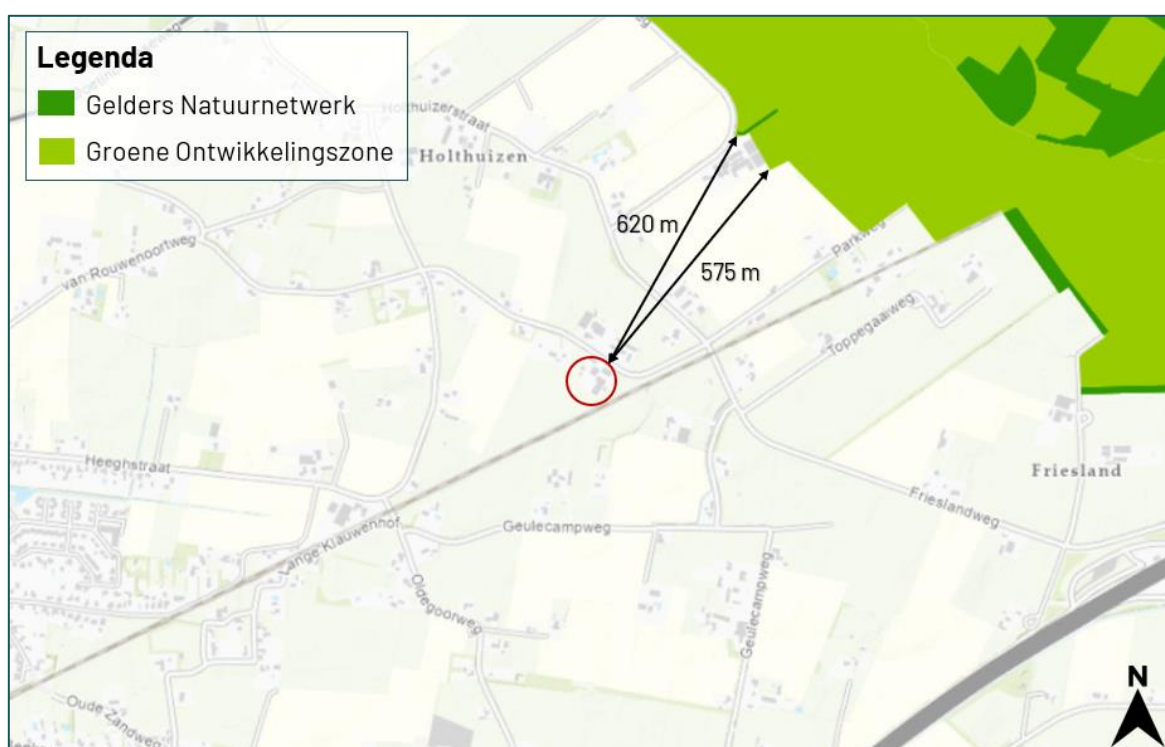 Legenda
Gelders Natuurnetwerk
Groene Ontwikkelingszone
Holthuizerstraat
Holthuizen
620 m
575 m
Parkweg
van Rouwenoortweg
Toppegaaiweg
Heeghstraat
Friesland
Frieslandweg
Lange Klauwenhof
Geulecampweg
Oldegoorweg
Geulecampweg
N
Oude Zandweg